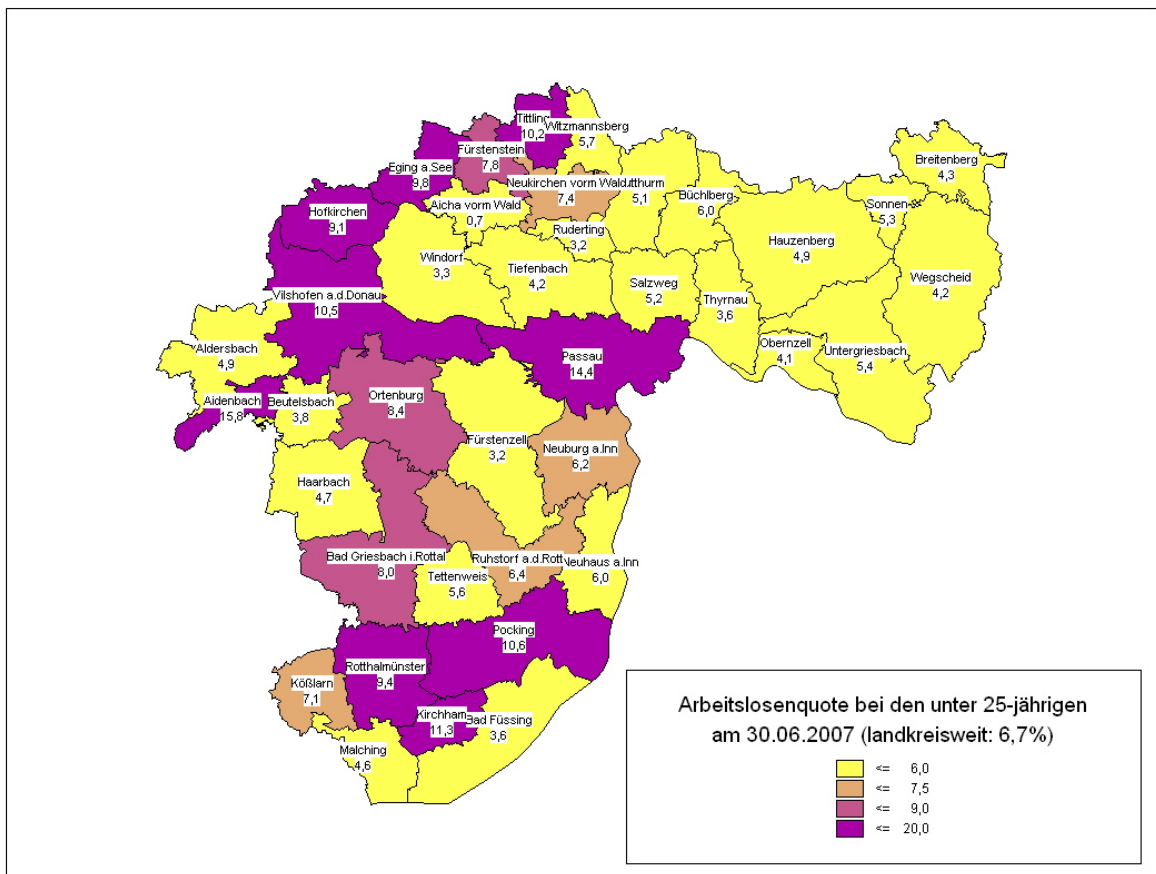 Tittling
10,2
Witzmannsberg
5,7
Fürstenstein
7,8
Eging a.See
9,8
Neukirchen vorm Wald
7,4
utthurm
5,1
Büchlberg
6,0
Breitenberg
4,3
Sonnen
5,3
Aicha vorm Wald
0,7
Hofkirchen
9,1
Ruderting
3,2
Hauzenberg
4,9
Windorf
3,3
Tiefenbach
4,2
Salzweg
5,2
Wegscheid
4,2
Vilshofen a.d.Donau
10,5
Thyrnau
3,6
Obernzell
4,1
Untergriesbach
5,4
Aldersbach
4,9
Passau
14,4
Aidenbach
15,8
Beutelsbach
3,8
Ortenburg
8,4
Fürstenzell
3,2
Neuburg a.Inn
6,2
Haarbach
4,7
Bad Griesbach i.Rottal
8,0
Ruhstorf a.d.Rott
6,4
Neuhaus a.Inn
6,0
Tettenweis
5,6
Pocking
10,6
Rotthalmünster
9,4
Kößlarn
7,1
Kirchham
11,3
Bad Füssing
3,6
Malching
4,6
Arbeitslosenquote bei den unter 25-jährigen
am 30.06.2007 (landkreisweit: 6,7%)
<= 6,0
<= 7,5
<= 9,0
<= 20,0